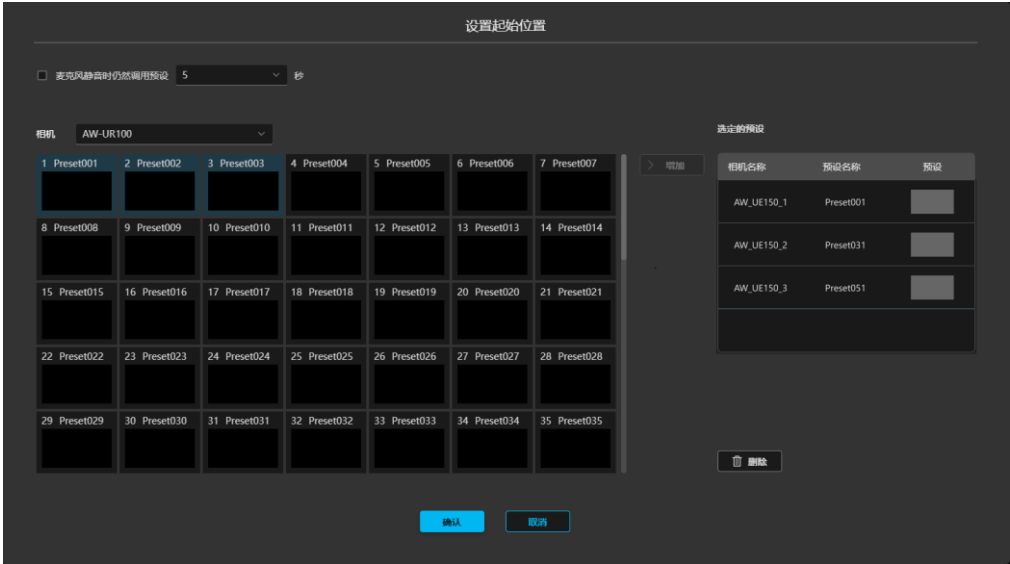 设置起始位置
麦克风静音时仍然调用预设 5 秒
相机 AW-UR100
选定的预设
1 Preset001 2 Preset002 3 Preset003 4 Preset004 5 Preset005 6 Preset006 7 Preset007
增加
相机名称 预设名称 预设
AW_UE150_1 Preset001
8 Preset008 9 Preset009 10 Preset010 11 Preset011 12 Preset012 13 Preset013 14 Preset014
AW_UE150_2 Preset031
15 Preset015 16 Preset016 17 Preset017 18 Preset018 19 Preset019 20 Preset020 21 Preset021
AW_UE150_3 Preset051
22 Preset022 23 Preset023 24 Preset024 25 Preset025 26 Preset026 27 Preset027 28 Preset028
29 Preset029 30 Preset030 31 Preset031 32 Preset032 33 Preset033 34 Preset034 35 Preset035
删除
确认 取消